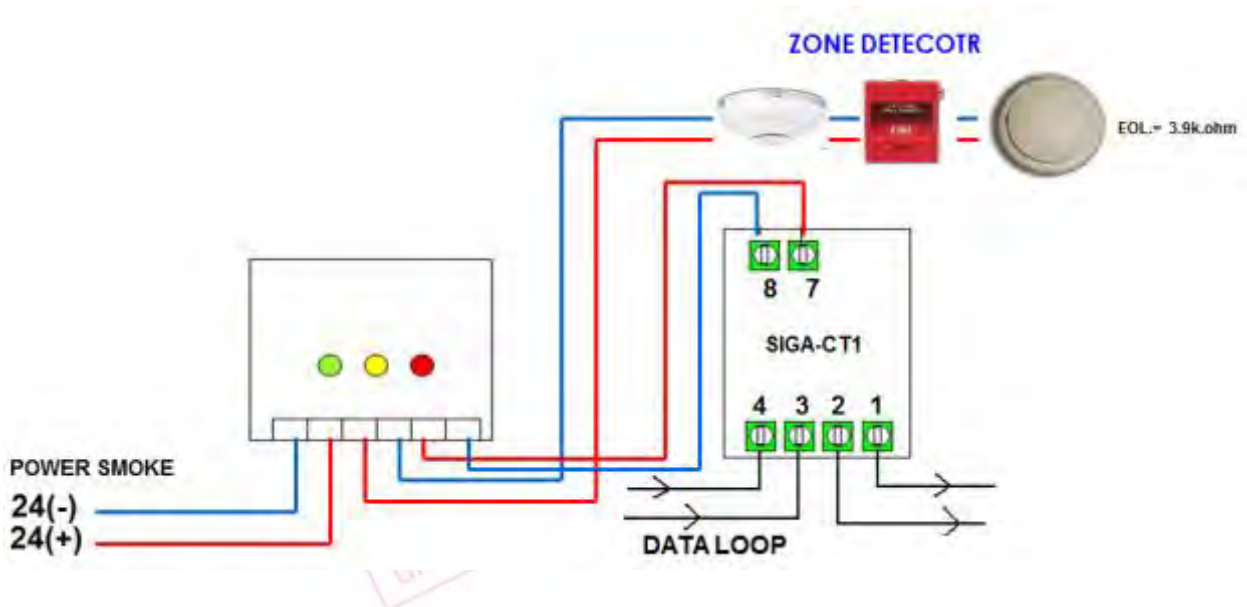 ZONE DETECOTR
EOL.= 3.9k.ohm
8 7
SIGA-CT1
4 3 2 1
POWER SMOKE
24(-)
24(+)
DATA LOOP